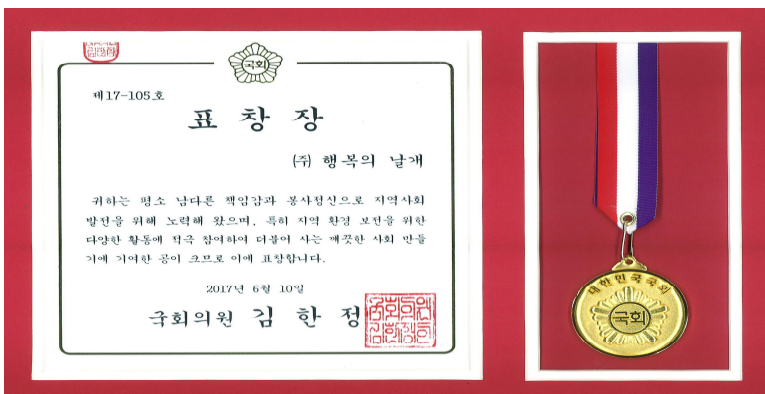 국회
제17-105호
표 창 장
(주) 행복의 날개
귀하는 평소 남다른 책임감과 봉사정신으로 지역사회
발전을 위해 노력해 왔으며, 특히 지역 환경 보전을 위한
다양한 활동에 적극 참여하여 더불어 사는 깨끗한 사회 만들
기에 기여한 공이 크므로 이에 표창합니다.
2017년 6월 10일
국회의원 김 한 정
대한민국국회
국회